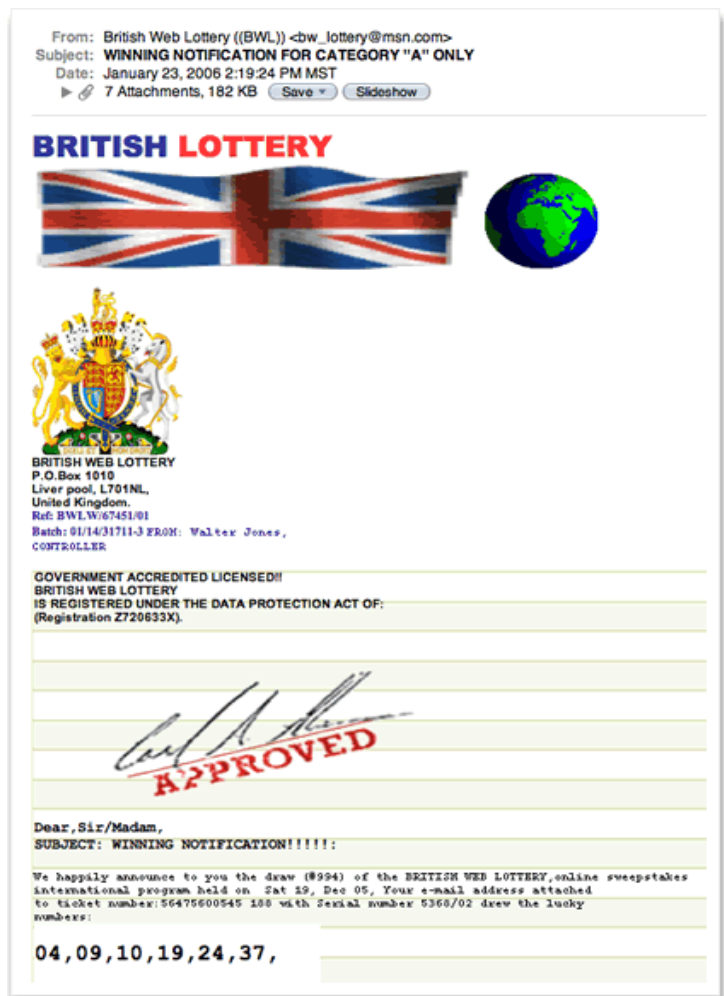 From: British Web Lottery ((BWL)) <bw_lottery@msn.com>
Subject: WINNING NOTIFICATION FOR CATEGORY "A" ONLY
Date: January 23, 2006 2:19:24 PM MST
7 Attachments, 182 KB Save Slideshow
BRITISH LOTTERY
BRITISH WEB LOTTERY
P.O.Box 1010
Liver pool, L701NL,
United Kingdom.
Ref: BWLW/67451/01
Batch: 01/14/31711-3 FROM: Walter Jones,
CONTROLLER
GOVERNMENT ACCREDITED LICENSED!!
BRITISH WEB LOTTERY
IS REGISTERED UNDER THE DATA PROTECTION ACT OF:
(Registration Z720633X).
APPROVED
Dear,Sir/Madam,
SUBJECT: WINNING NOTIFICATION!!!!!:
We happily announce to you the draw (#994) of the BRITISH WEB LOTTERY,online sweepstakes
international program held on Sat 19, Dec 05, Your e-mail address attached
to ticket number:56475600545 188 with Serial number 5368/02 drew the lucky
numbers:
04,09,10,19,24,37,